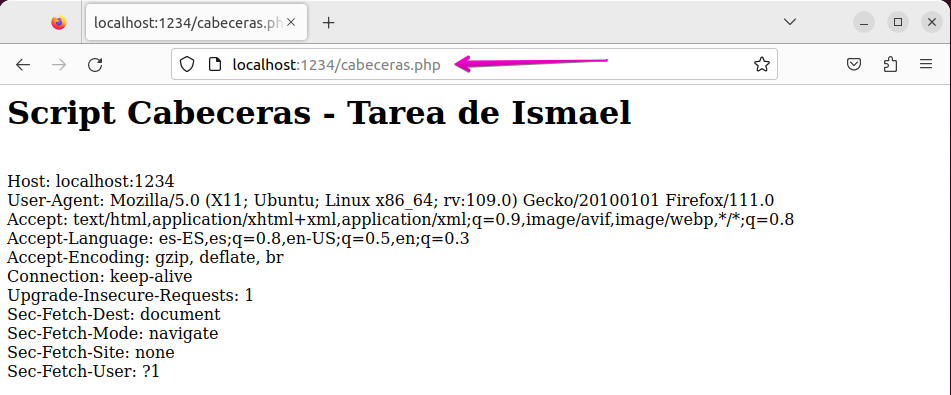 localhost:1234/cabeceras.ph
localhost:1234/cabeceras.php
Script Cabeceras - Tarea de Ismael
Host: localhost:1234
User-Agent: Mozilla/5.0 (X11; Ubuntu; Linux x86_64; rv:109.0) Gecko/20100101 Firefox/111.0
Accept: text/html,application/xhtml+xml,application/xml;q=0.9,image/avif,image/webp,*/*;q=0.8
Accept-Language: es-ES,es;q=0.8,en-US;q=0.5,en;q=0.3
Accept-Encoding: gzip, deflate, br
Connection: keep-alive
Upgrade-Insecure-Requests: 1
Sec-Fetch-Dest: document
Sec-Fetch-Mode: navigate
Sec-Fetch-Site: none
Sec-Fetch-User: ?1